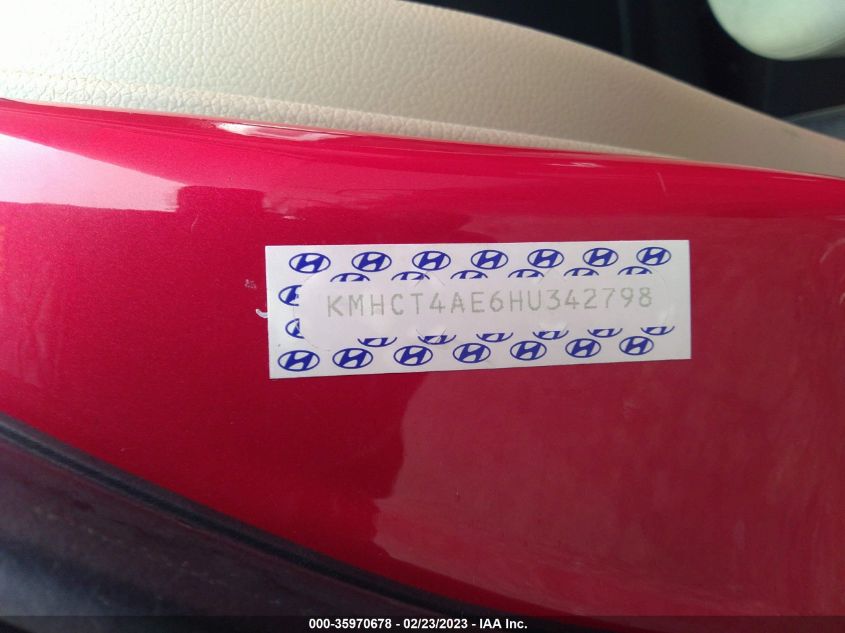 KMHCT4AE6HU342798
000-35970678 - 02/23/2023 - IAA Inc.